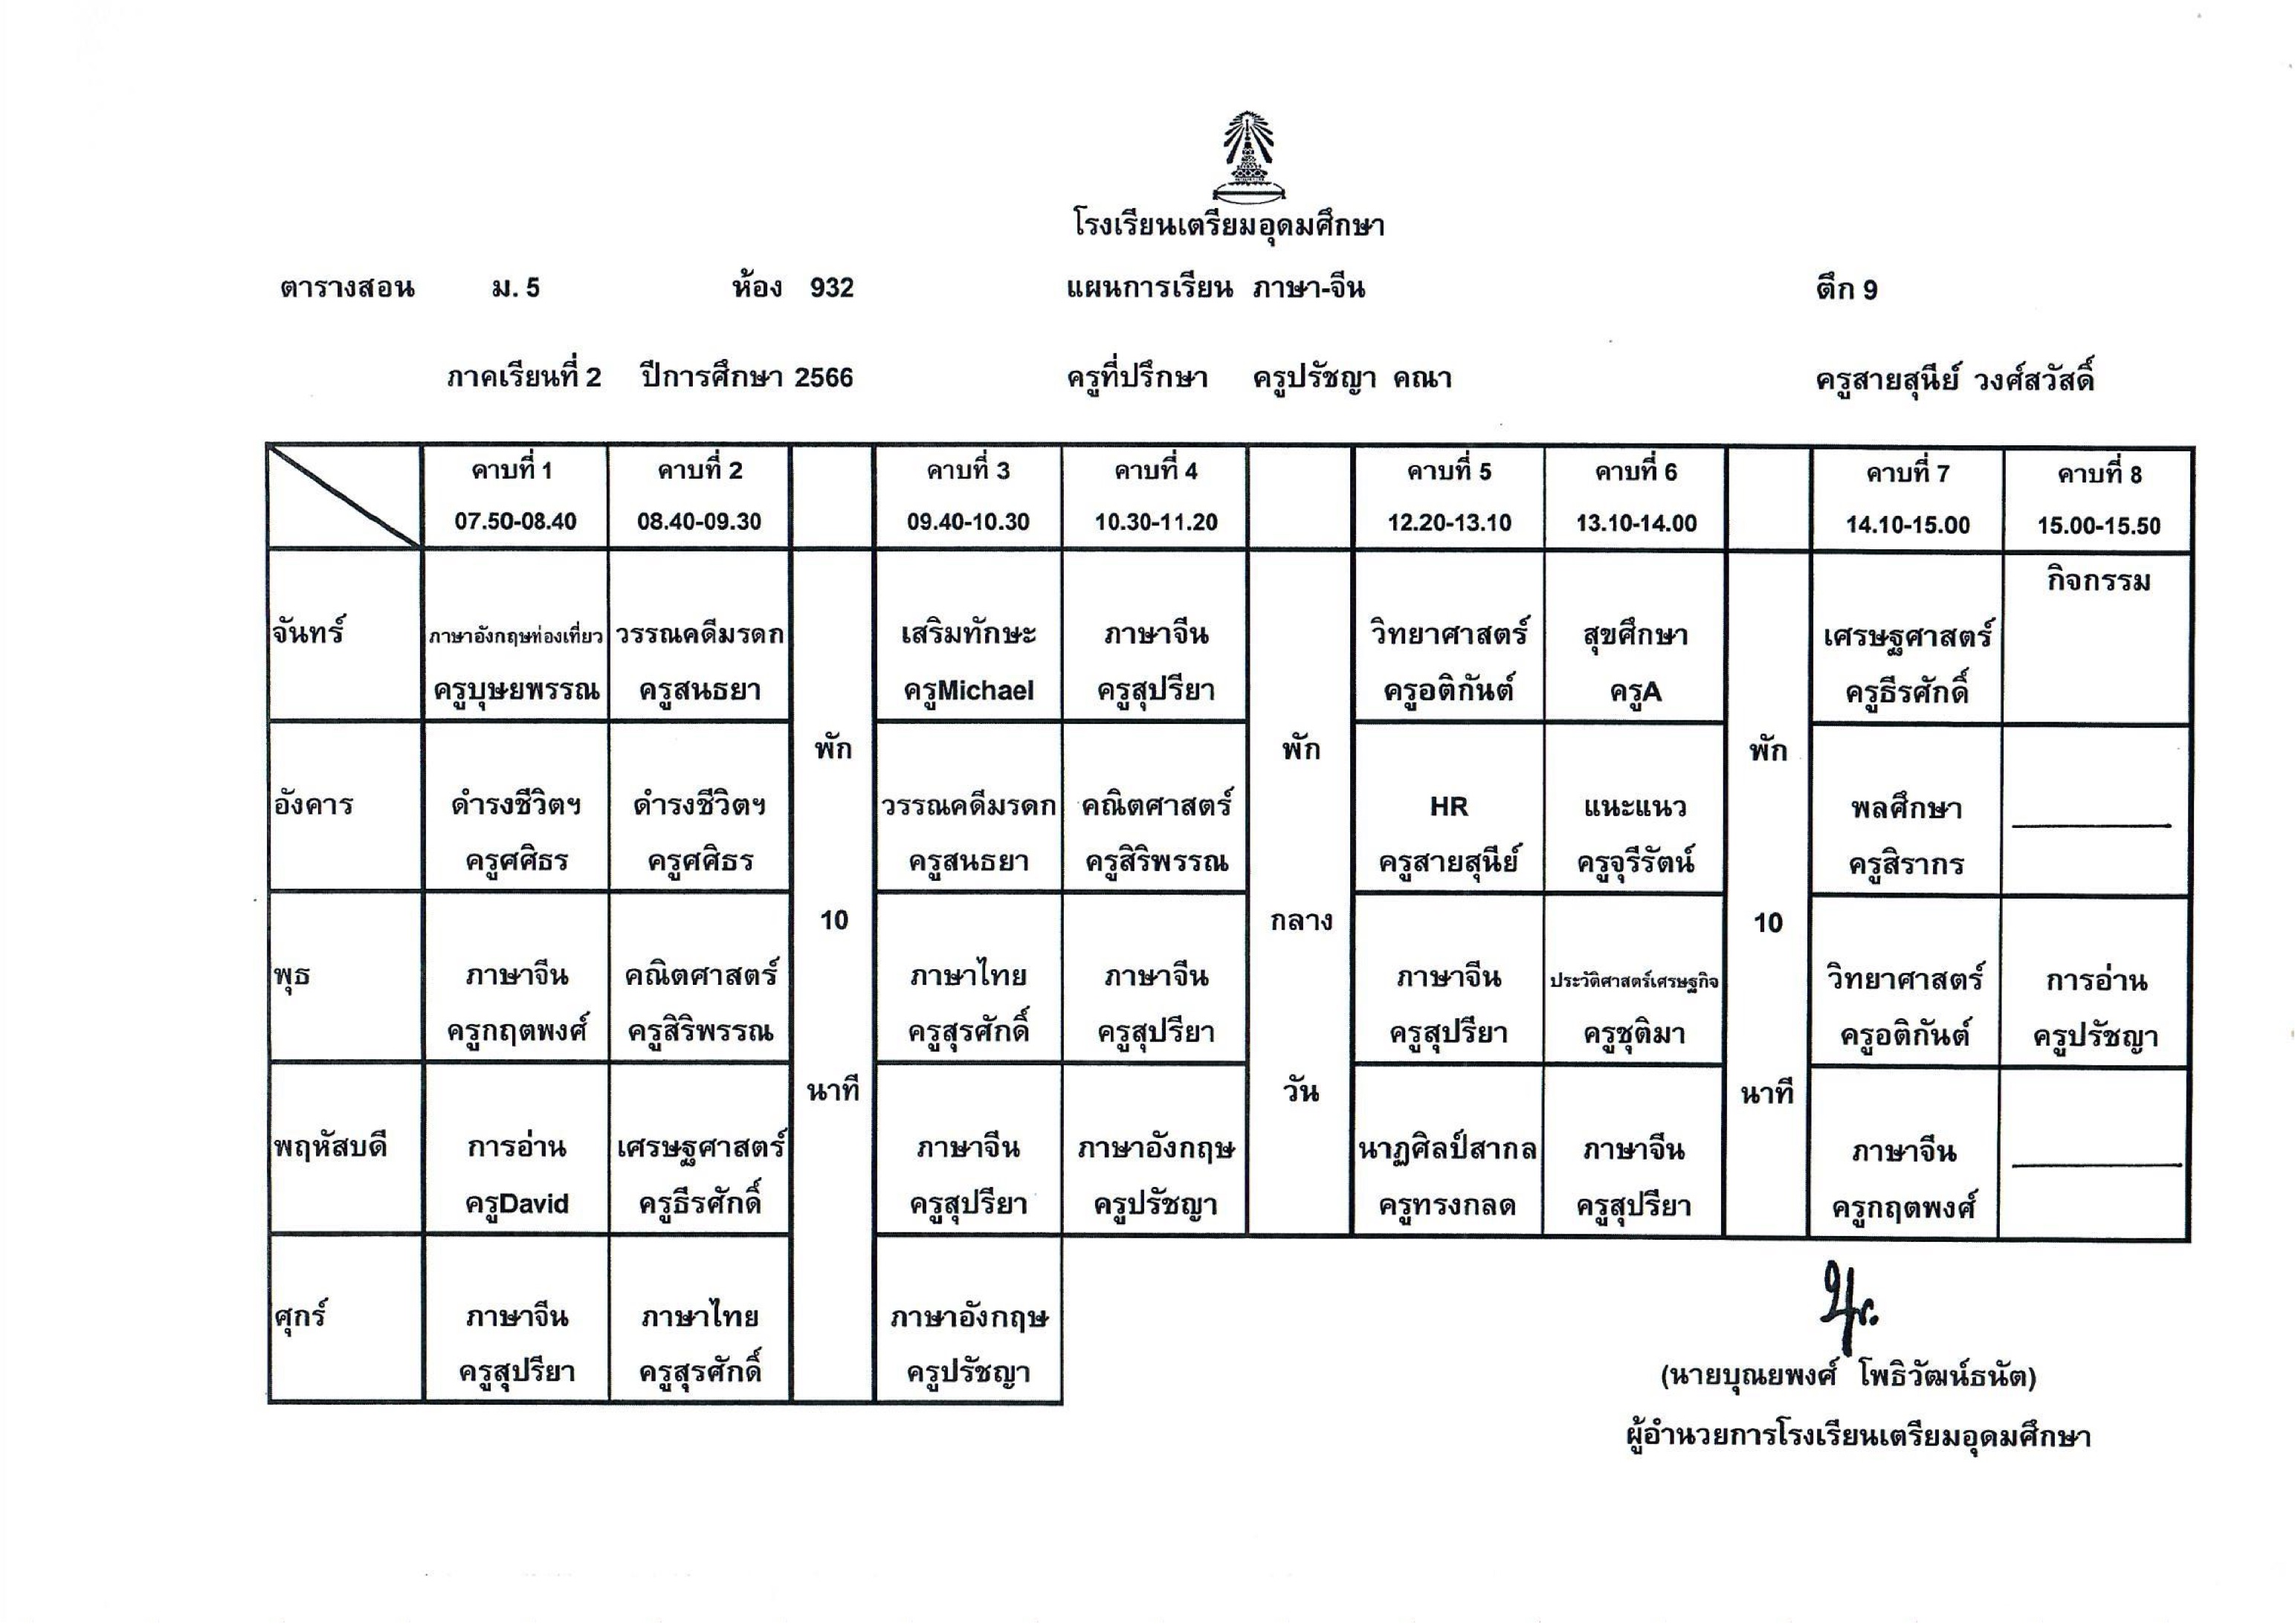 โรงเรียนเตรียมอุดมศึกษา
ตารางสอน ม. 5 ห้อง 932 แผนการเรียน ภาษา-จีน ตึก 9
ภาคเรียนที่ 2 ปีการศึกษา 2566 ครูที่ปรึกษา ครูปรัชญา คณา ครูสายสุนีย์ วงศ์สวัสดิ์
คาบที่ 1 คาบที่ 2 คาบที่ 3 คาบที่ 4 คาบที่ 5 คาบที่ 6 คาบที่ 7 คาบที่ 8
07.50-08.40 08.40-09.30 09.40-10.30 10.30-11.20 12.20-13.10 13.10-14.00 14.10-15.00 15.00-15.50
กิจกรรม
จันทร์ ภาษาอังกฤษท่องเที่ยว วรรณคดีมรดก เสริมทักษะ ภาษาจีน วิทยาศาสตร์ สุขศึกษา เศรษฐศาสตร์
ครูบุษยพรรณ ครูสนธยา ครูMichael ครูสุปรียา ครูอติกันต์ ครูA ครูธีรศักดิ์
พัก พัก พัก
อังคาร ดำรงชีวิตฯ ดำรงชีวิตฯ วรรณคดีมรดก คณิตศาสตร์ HR แนะแนว พลศึกษา
ครูศศิธร ครูศศิธร ครูสนธยา ครูสิริพรรณ ครูสายสุนีย์ ครูจุรีรัตน์ ครูสิรากร
10 กลาง 10
พุธ ภาษาจีน คณิตศาสตร์ ภาษาไทย ภาษาจีน ภาษาจีน ประวัติศาสตร์เศรษฐกิจ วิทยาศาสตร์ การอ่าน
ครูกฤตพงศ์ ครูสิริพรรณ ครูสุรศักดิ์ ครูสุปรียา ครูสุปรียา ครูชุติมา ครูอติกันต์ ครูปรัชญา
นาที วัน นาที
พฤหัสบดี การอ่าน เศรษฐศาสตร์ ภาษาจีน ภาษาอังกฤษ นาฏศิลป์สากล ภาษาจีน ภาษาจีน
ครูDavid ครูธีรศักดิ์ ครูสุปรียา ครูปรัชญา ครูทรงกลด ครูสุปรียา ครูกฤตพงศ์
ศุกร์ ภาษาจีน ภาษาไทย ภาษาอังกฤษ
ครูสุปรียา ครูสุรศักดิ์ ครูปรัชญา
(นายบุณยพงศ์ โพธิวัฒน์ธนัต)
ผู้อำนวยการโรงเรียนเตรียมอุดมศึกษา